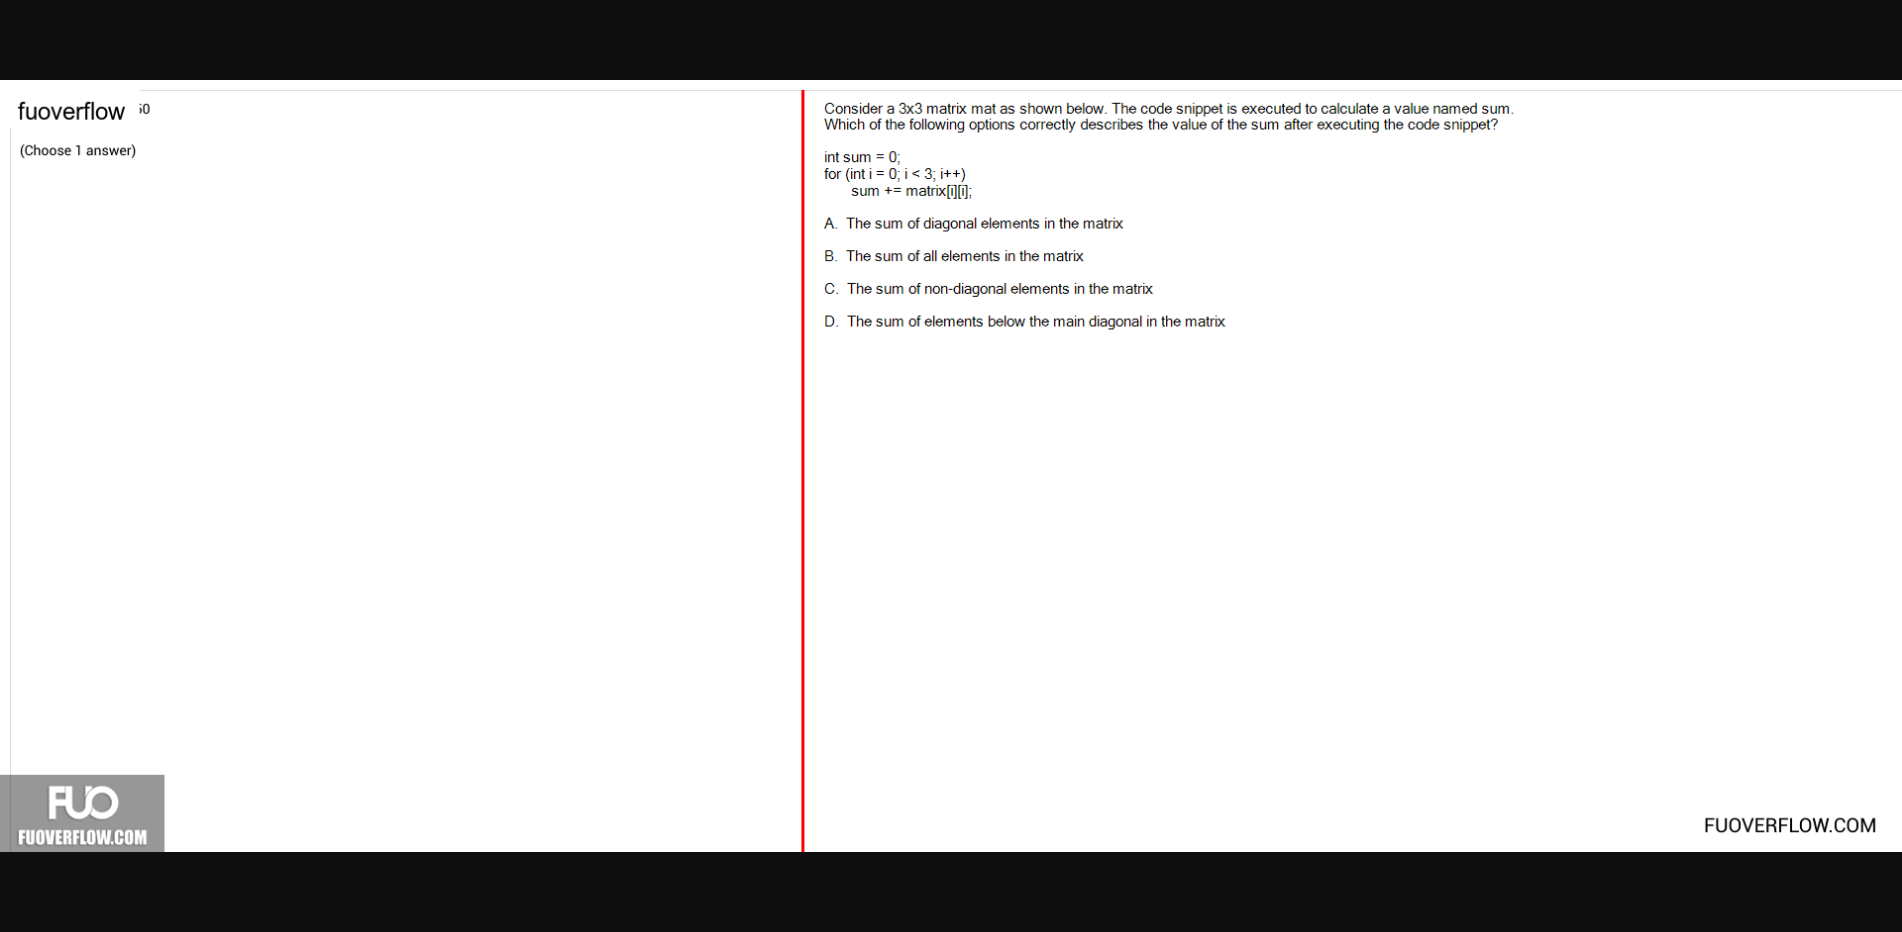 fuoverflow
(Choose 1 answer)
Consider a 3x3 matrix mat as shown below. The code snippet is executed to calculate a value named sum.
Which of the following options correctly describes the value of the sum after executing the code snippet?
int sum = 0;
for (int i = 0; i < 3; i++)
sum += matrix[i][i];
A. The sum of diagonal elements in the matrix
B. The sum of all elements in the matrix
C. The sum of non-diagonal elements in the matrix
D. The sum of elements below the main diagonal in the matrix
FUO
FUOVERFLOW.COM
FUOVERFLOW.COM